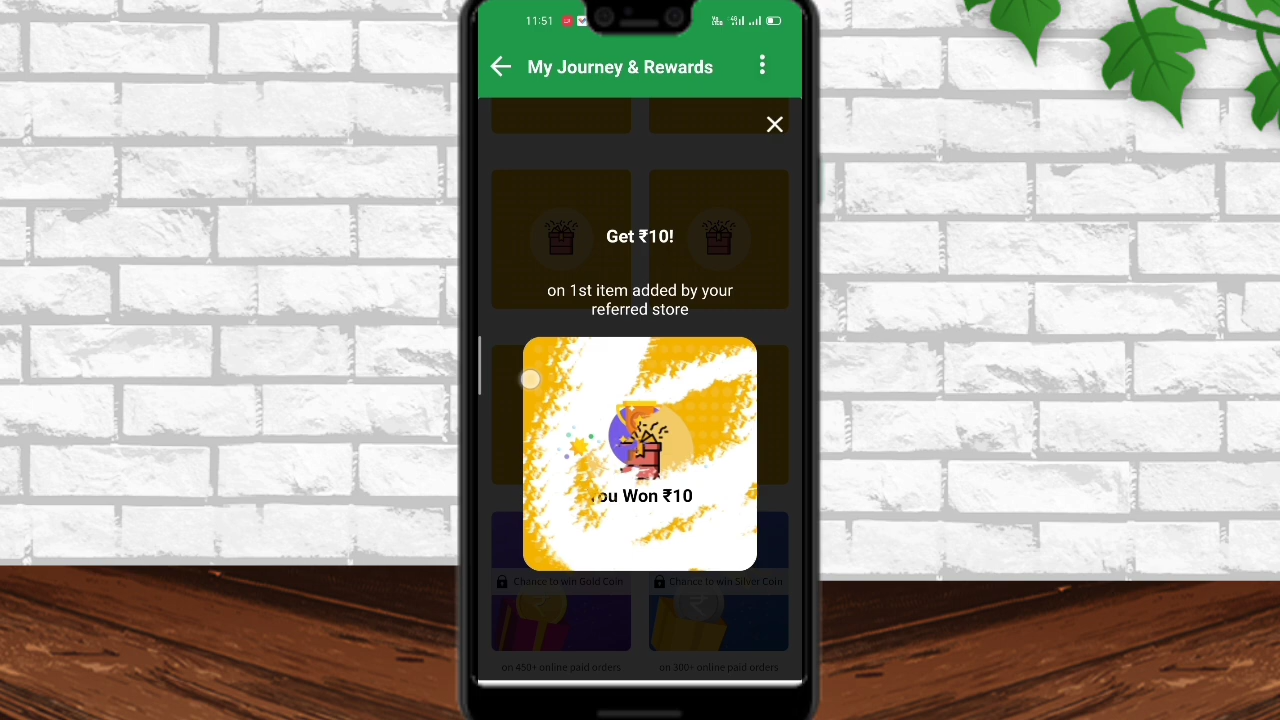 11:51
My Journey & Rewards
Get ₹10!
on 1st item added by your
referred store
You Won ₹10
Chance to win Gold Coin
Chance to win Silver Coin
on 450+ online paid orders
on 300+ online paid orders